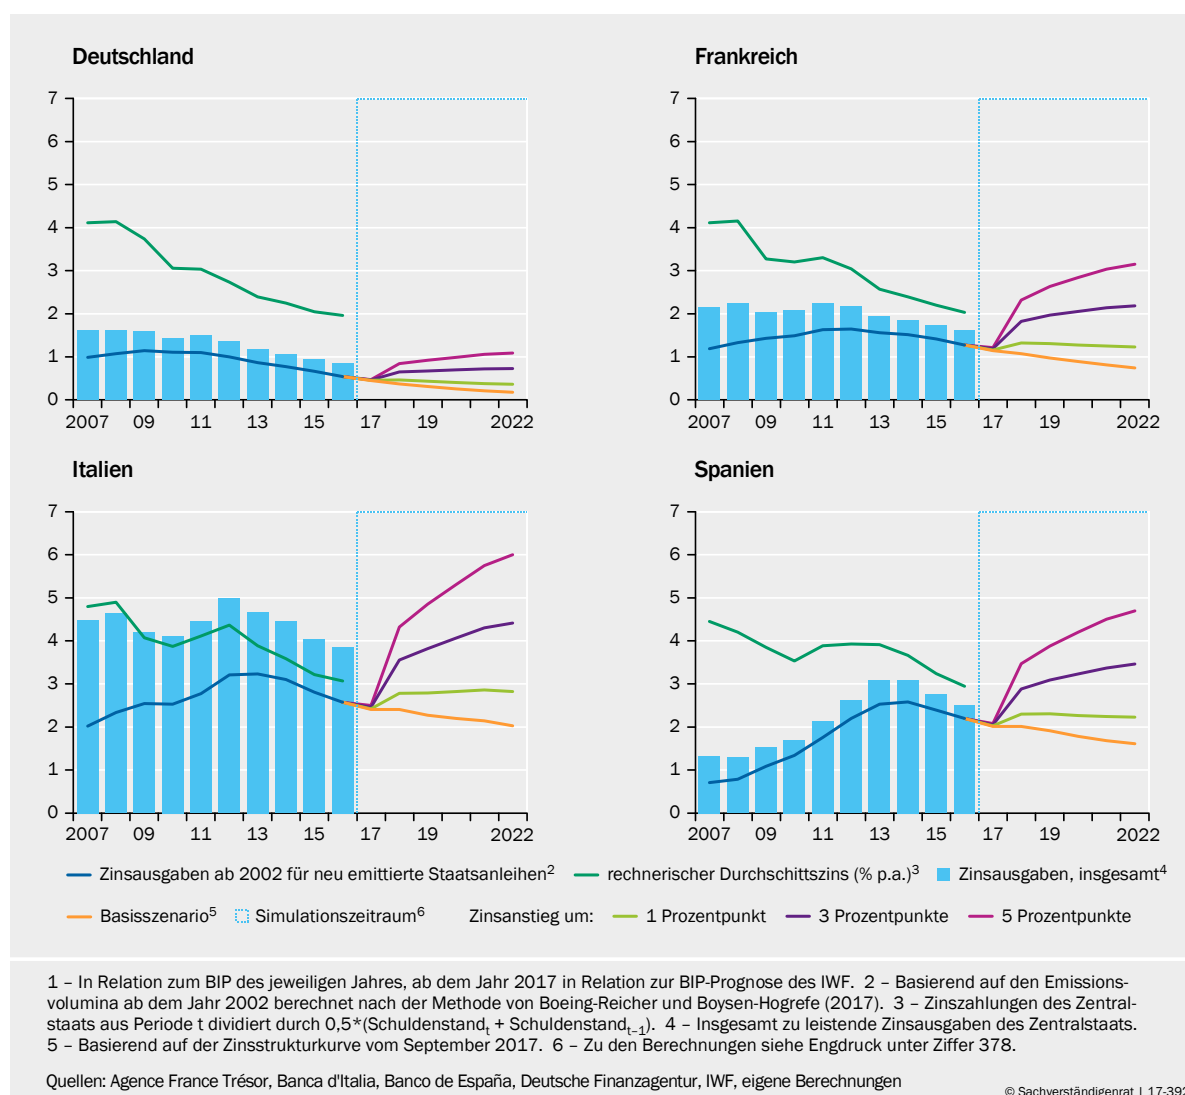 Deutschland
7
6
5
4
3
2
1
0
2007 09 11 13 15 17 19 2022
Frankreich
7
6
5
4
3
2
1
0
2007 09 11 13 15 17 19 2022
Italien
7
6
5
4
3
2
1
0
2007 09 11 13 15 17 19 2022
Spanien
7
6
5
4
3
2
1
0
2007 09 11 13 15 17 19 2022
Zinsausgaben ab 2002 für neu emittierte Staatsanleihen² rechnerischer Durchschittszins (% p.a.)³ Zinsausgaben, insgesamt⁴
Basisszenario⁵ Simulationszeitraum⁶ Zinsanstieg um: 1 Prozentpunkt 3 Prozentpunkte 5 Prozentpunkte
1 – In Relation zum BIP des jeweiligen Jahres, ab dem Jahr 2017 in Relation zur BIP-Prognose des IWF. 2 – Basierend auf den Emissions-
volumina ab dem Jahr 2002 berechnet nach der Methode von Boeing-Reicher und Boysen-Hogrefe (2017). 3 – Zinszahlungen des Zentral-
staats aus Periode t dividiert durch 0,5*(Schuldenstandₜ + Schuldenstandₜ₋₁). 4 – Insgesamt zu leistende Zinsausgaben des Zentralstaats.
5 – Basierend auf der Zinsstrukturkurve vom September 2017. 6 – Zu den Berechnungen siehe Engdruck unter Ziffer 378.
Quellen: Agence France Trésor, Banca d'Italia, Banco de España, Deutsche Finanzagentur, IWF, eigene Berechnungen
© Sachverständigenrat | 17-392